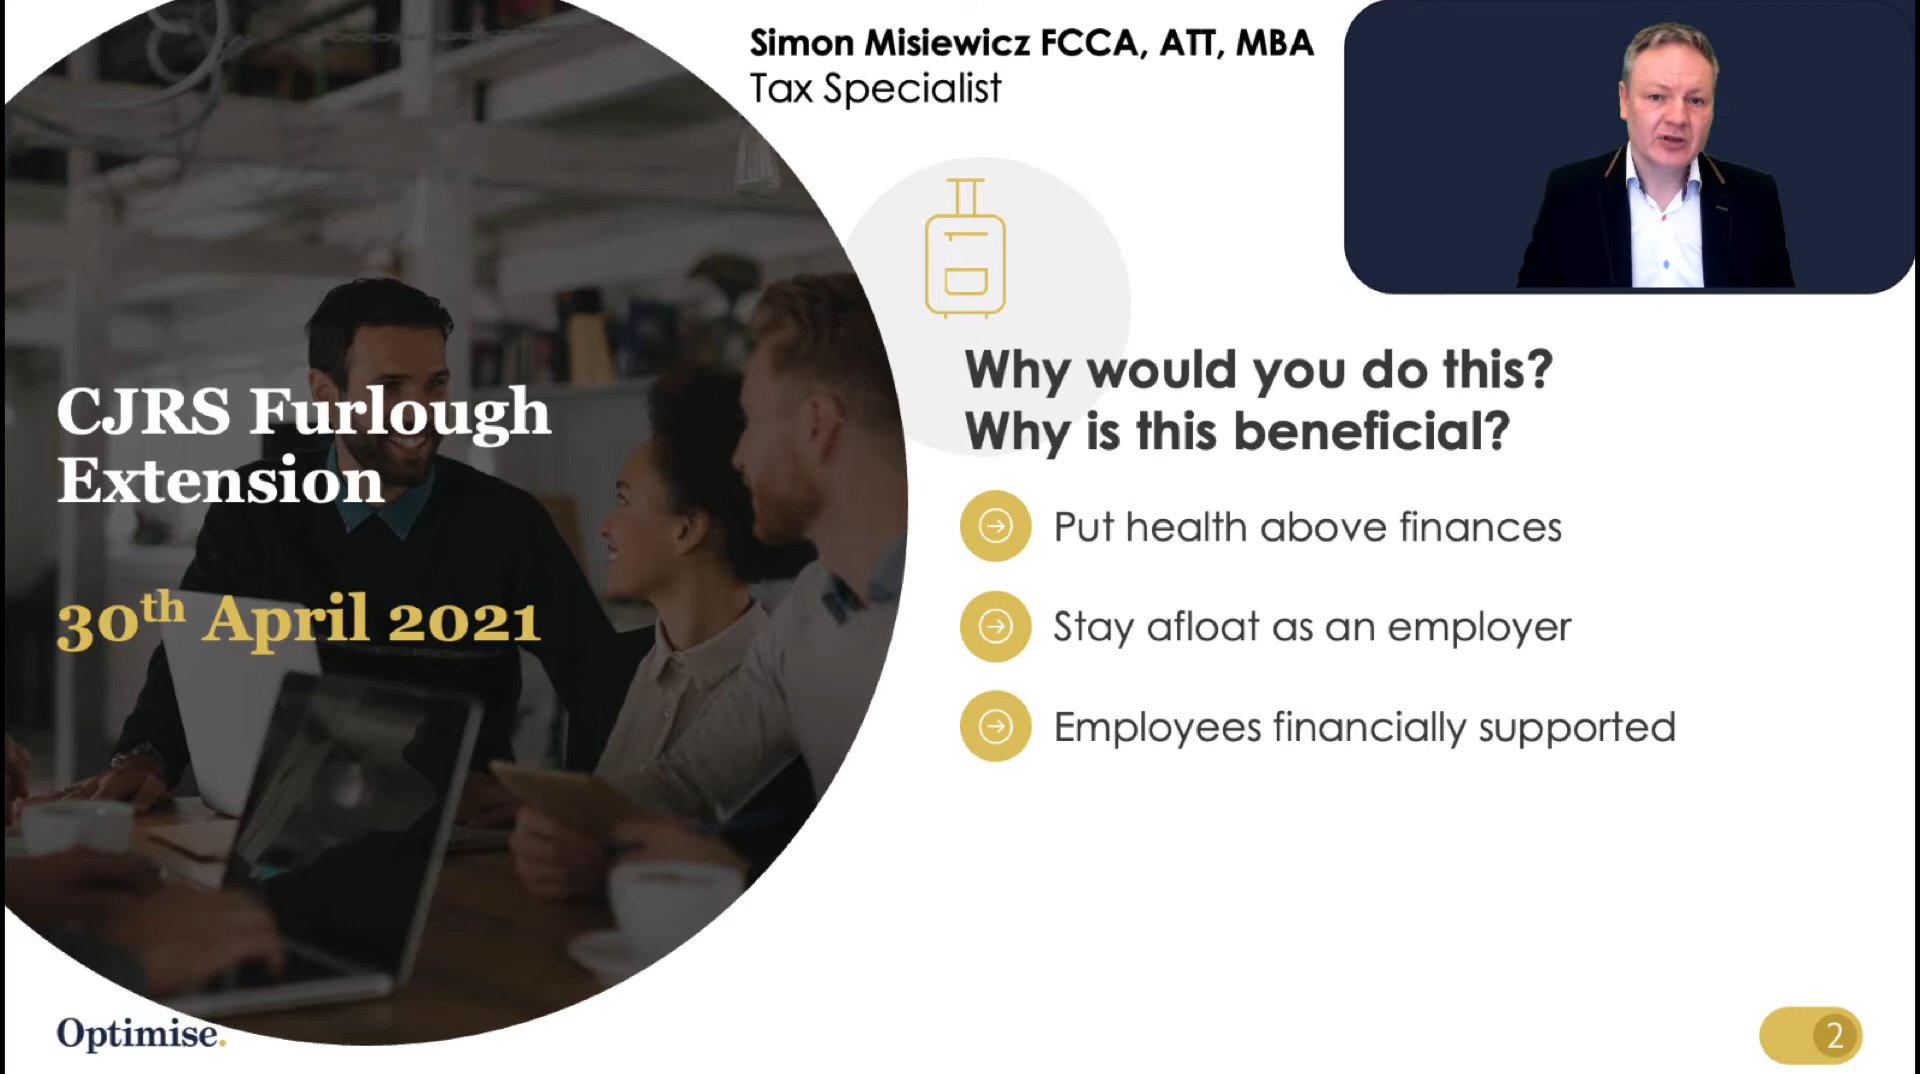 Simon Misiewicz FCCA, ATT, MBA
Tax Specialist
CJRS Furlough
Extension
30th April 2021
Why would you do this?
Why is this beneficial?
Put health above finances
Stay afloat as an employer
Employees financially supported
Optimise.
2